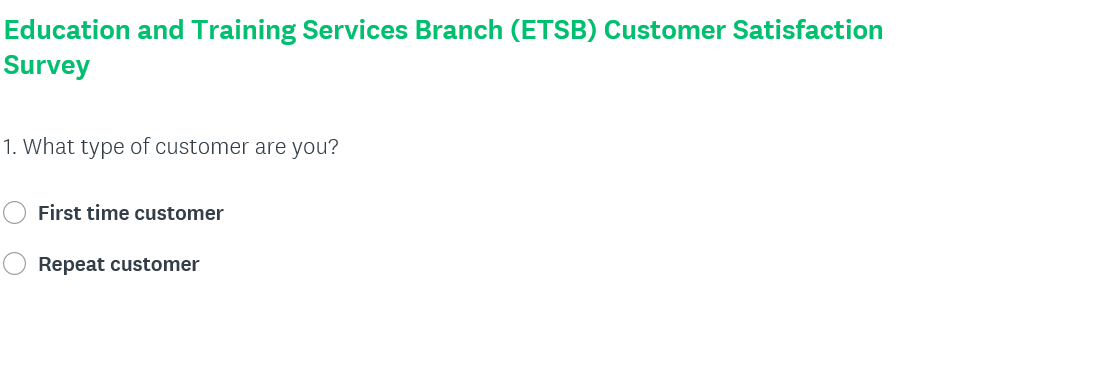 Education and Training Services Branch (ETSB) Customer Satisfaction
Survey
1. What type of customer are you?
First time customer
Repeat customer